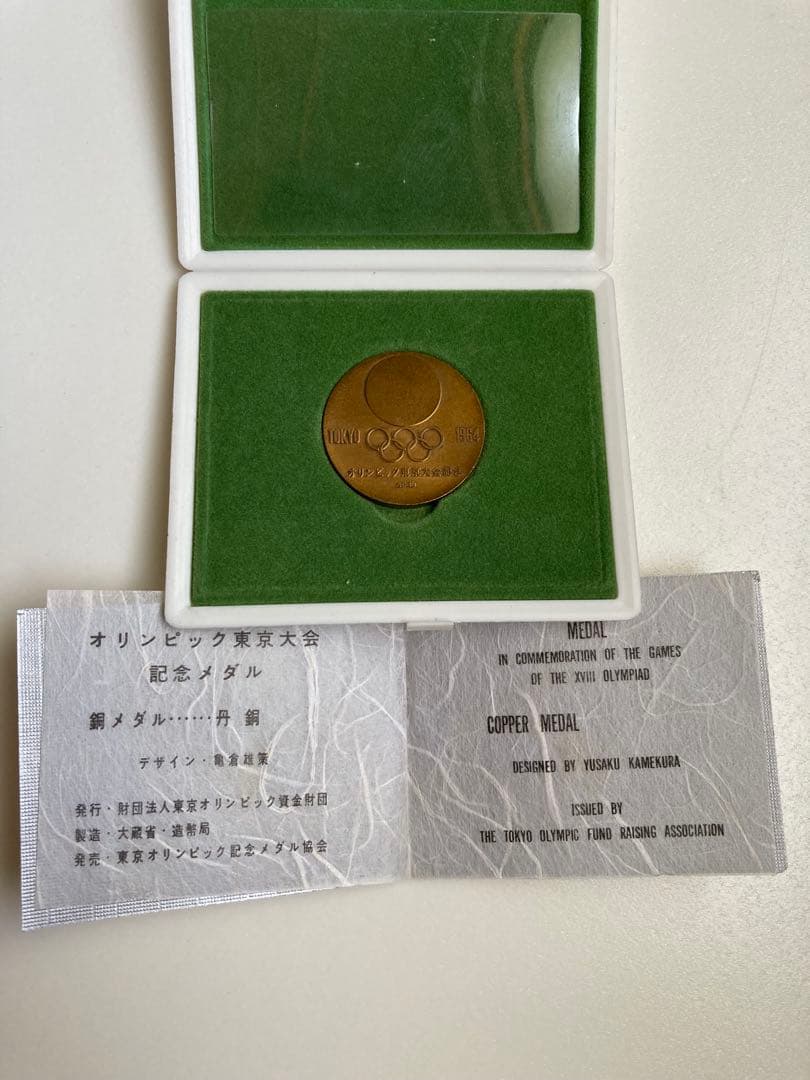 TOKYO 1964
オリンピック東京大会記念
オリンピック東京大会
記念メダル
銅メダル……丹銅
デザイン・亀倉雄策
発行・財団法人東京オリンピック資金財団
製造・大蔵省・造幣局
発売・東京オリンピック記念メダル協会
MEDAL
IN COMMEMORATION OF THE GAMES
OF THE XVIII OLYMPIAD
COPPER MEDAL
DESIGNED BY YUSAKU KAMEKURA
ISSUED BY
THE TOKYO OLYMPIC FUND RAISING ASSOCIATION